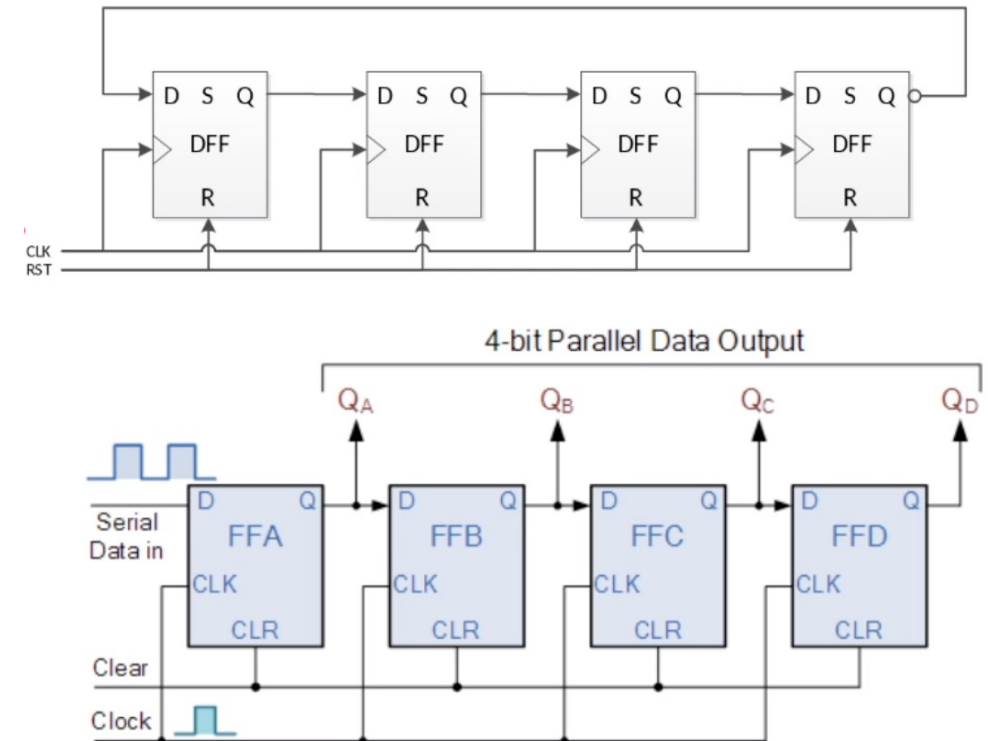 D S Q D S Q D S Q D S Q
DFF DFF DFF DFF
R R R R
CLK
RST
4-bit Parallel Data Output
QA QB QC QD
D Q D Q D Q D Q
Serial
Data in
FFA FFB FFC FFD
CLK CLK CLK CLK
CLR CLR CLR CLR
Clear
Clock